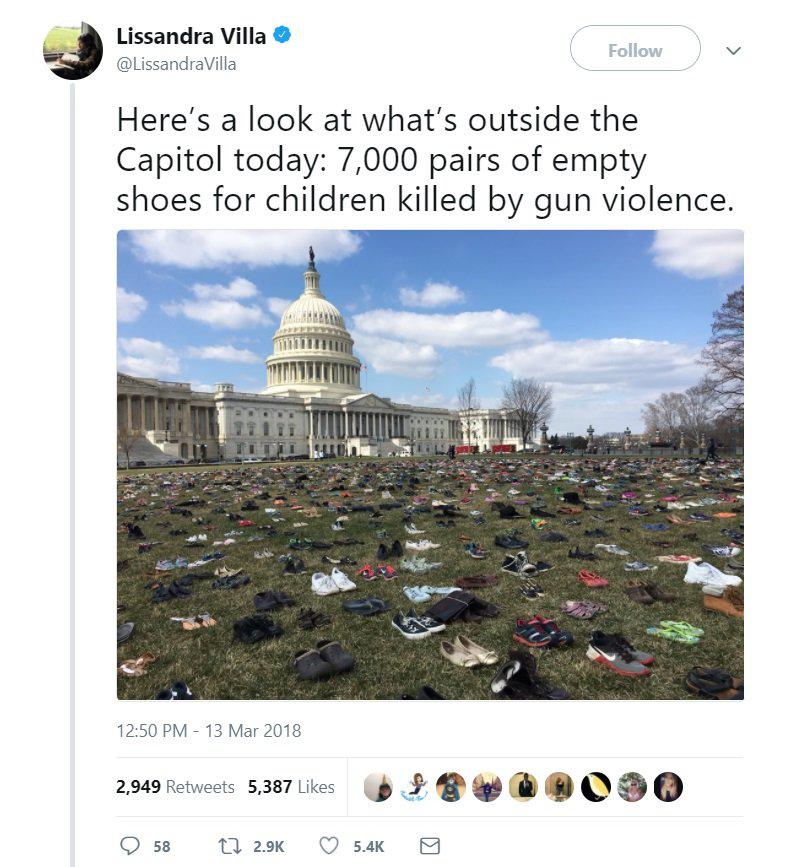 Lissandra Villa
@LissandraVilla
Follow
Here's a look at what's outside the
Capitol today: 7,000 pairs of empty
shoes for children killed by gun violence.
12:50 PM - 13 Mar 2018
2,949 Retweets 5,387 Likes
58 2.9K 5.4K